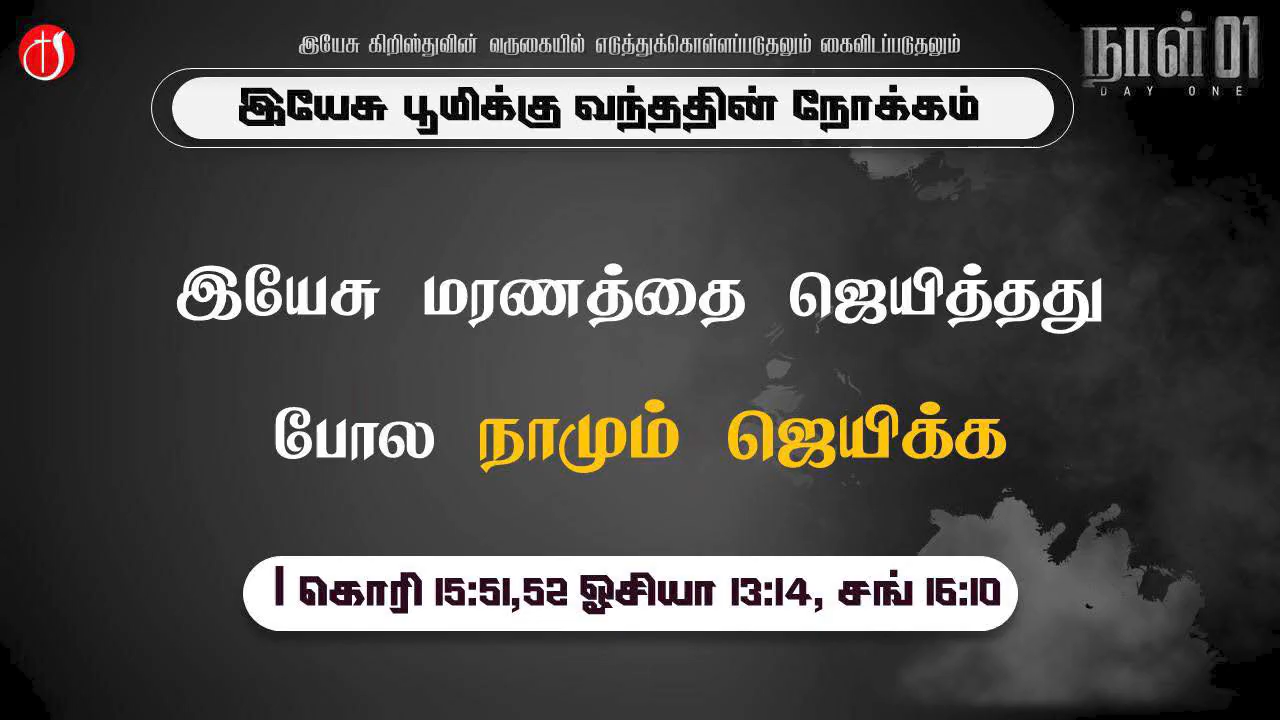 இயேசு கிறிஸ்துவின் வருகையில் எடுத்துக்கொள்ளப்படுதலும் கைவிடப்படுதலும்
நாள் 01
DAY ONE
இயேசு பூமிக்கு வந்ததின் நோக்கம்
இயேசு மரணத்தை ஜெயித்தது
போல நாமும் ஜெயிக்க
1 கொரி 15:51,52 ஓசியா 13:14, சங் 16:10